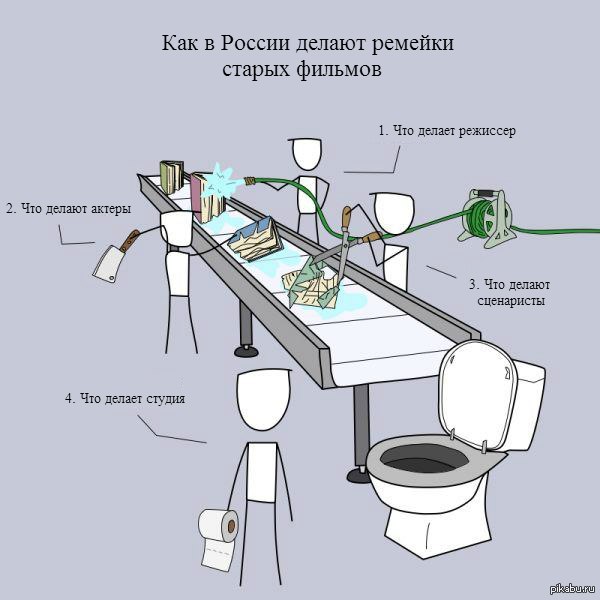 Как в России делают ремейки
старых фильмов
1. Что делает режиссер
2. Что делают актеры
3. Что делают
сценаристы
4. Что делает студия
pikabu.ru